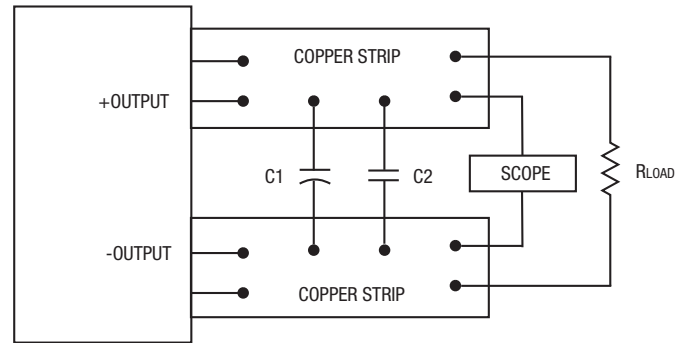 COPPER STRIP
+OUTPUT
C1
C2
SCOPE
RLOAD
-OUTPUT
COPPER STRIP